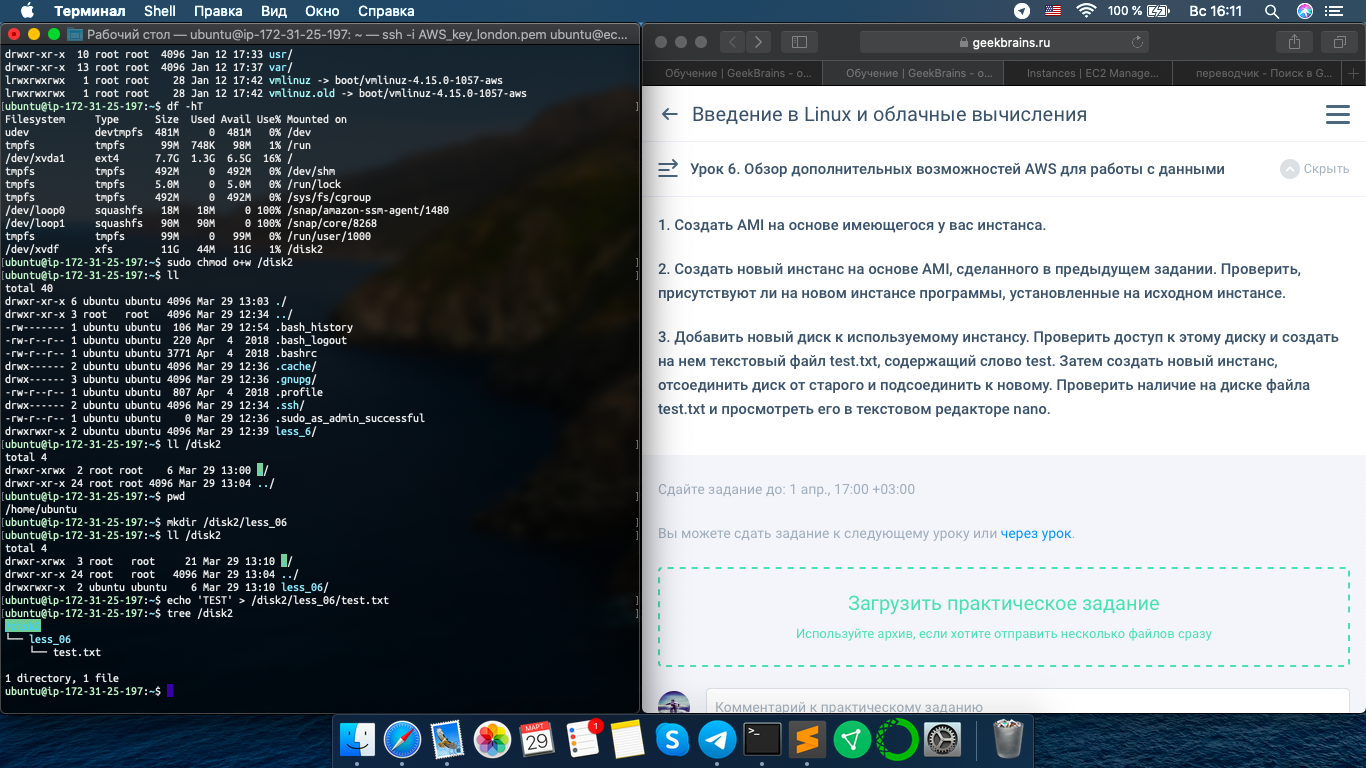 Терминал Shell Правка Вид Окно Справка 100 % Вс 16:11
Рабочий стол — ubuntu@ip-172-31-25-197: ~ — ssh -i AWS_key_london.pem ubuntu@ec...
drwxr-xr-x  10 root root  4096 Jan 12 17:33 usr/
drwxr-xr-x  13 root root  4096 Jan 12 17:37 var/
lrwxrwxrwx   1 root root    28 Jan 12 17:42 vmlinuz -> boot/vmlinuz-4.15.0-1057-aws
lrwxrwxrwx   1 root root    28 Jan 12 17:42 vmlinuz.old -> boot/vmlinuz-4.15.0-1057-aws
[ubuntu@ip-172-31-25-197:~$ df -hT ]
Filesystem     Type      Size  Used Avail Use% Mounted on
udev           devtmpfs  481M     0  481M   0% /dev
tmpfs          tmpfs      99M  748K   98M   1% /run
/dev/xvda1     ext4      7.7G  1.3G  6.5G  16% /
tmpfs          tmpfs     492M     0  492M   0% /dev/shm
tmpfs          tmpfs     5.0M     0  5.0M   0% /run/lock
tmpfs          tmpfs     492M     0  492M   0% /sys/fs/cgroup
/dev/loop0     squashfs   18M   18M     0 100% /snap/amazon-ssm-agent/1480
/dev/loop1     squashfs   90M   90M     0 100% /snap/core/8268
tmpfs          tmpfs      99M     0   99M   0% /run/user/1000
/dev/xvdf      xfs        11G   44M   11G   1% /disk2
[ubuntu@ip-172-31-25-197:~$ sudo chmod o+w /disk2 ]
[ubuntu@ip-172-31-25-197:~$ ll ]
total 40
drwxr-xr-x 6 ubuntu ubuntu 4096 Mar 29 13:03 ./
drwxr-xr-x 3 root   root   4096 Mar 29 12:34 ../
-rw------- 1 ubuntu ubuntu  106 Mar 29 12:54 .bash_history
-rw-r--r-- 1 ubuntu ubuntu  220 Apr  4  2018 .bash_logout
-rw-r--r-- 1 ubuntu ubuntu 3771 Apr  4  2018 .bashrc
drwx------ 2 ubuntu ubuntu 4096 Mar 29 12:36 .cache/
drwx------ 3 ubuntu ubuntu 4096 Mar 29 12:36 .gnupg/
-rw-r--r-- 1 ubuntu ubuntu  807 Apr  4  2018 .profile
drwx------ 2 ubuntu ubuntu 4096 Mar 29 12:34 .ssh/
-rw-r--r-- 1 ubuntu ubuntu    0 Mar 29 12:36 .sudo_as_admin_successful
drwxrwxr-x 2 ubuntu ubuntu 4096 Mar 29 12:39 less_6/
[ubuntu@ip-172-31-25-197:~$ ll /disk2 ]
total 4
drwxr-xrwx  2 root root    6 Mar 29 13:00 /
drwxr-xr-x 24 root root 4096 Mar 29 13:04 ../
[ubuntu@ip-172-31-25-197:~$ pwd ]
/home/ubuntu
[ubuntu@ip-172-31-25-197:~$ mkdir /disk2/less_06 ]
[ubuntu@ip-172-31-25-197:~$ ll /disk2 ]
total 4
drwxr-xrwx  3 root   root     21 Mar 29 13:10 /
drwxr-xr-x 24 root   root   4096 Mar 29 13:04 ../
drwxrwxr-x  2 ubuntu ubuntu    6 Mar 29 13:10 less_06/
[ubuntu@ip-172-31-25-197:~$ echo 'TEST' > /disk2/less_06/test.txt ]
[ubuntu@ip-172-31-25-197:~$ tree /disk2 ]
└── less_06
    └── test.txt
1 directory, 1 file
ubuntu@ip-172-31-25-197:~$
geekbrains.ru
Обучение | GeekBrains - о... Обучение | GeekBrains - о... Instances | EC2 Manage... переводчик - Поиск в G...
Введение в Linux и облачные вычисления
Урок 6. Обзор дополнительных возможностей AWS для работы с данными Скрыть
1. Создать AMI на основе имеющегося у вас инстанса.
2. Создать новый инстанс на основе AMI, сделанного в предыдущем задании. Проверить,
присутствуют ли на новом инстансе программы, установленные на исходном инстансе.
3. Добавить новый диск к используемому инстансу. Проверить доступ к этому диску и создать
на нем текстовый файл test.txt, содержащий слово test. Затем создать новый инстанс,
отсоединить диск от старого и подсоединить к новому. Проверить наличие на диске файла
test.txt и просмотреть его в текстовом редакторе nano.
Сдайте задание до: 1 апр., 17:00 +03:00
Вы можете сдать задание к следующему уроку или через урок.
Загрузить практическое задание
Используйте архив, если хотите отправить несколько файлов сразу
Комментарий к практическому заданию
МАРТ
29
1